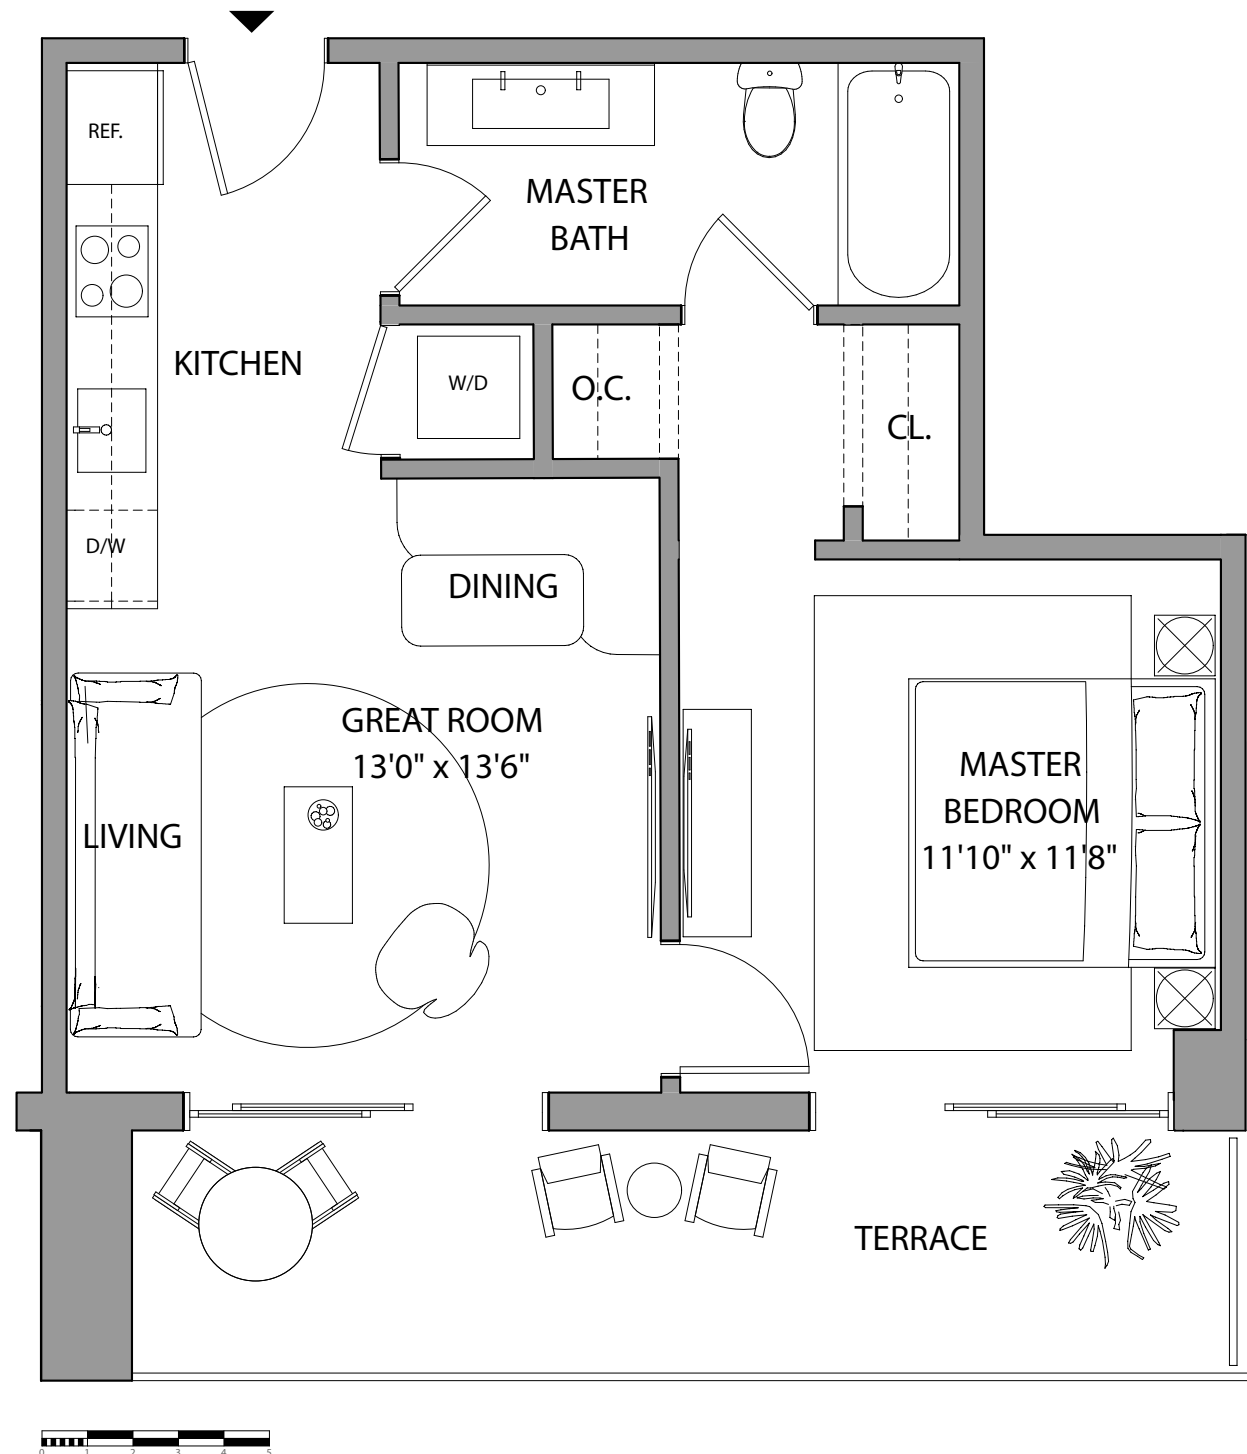 REF.
MASTER
BATH
KITCHEN
W/D
O.C.
CL.
D/W
DINING
GREAT ROOM
13'0" x 13'6"
LIVING
MASTER
BEDROOM
11'10" x 11'8"
TERRACE
0 1 2 3 4 5